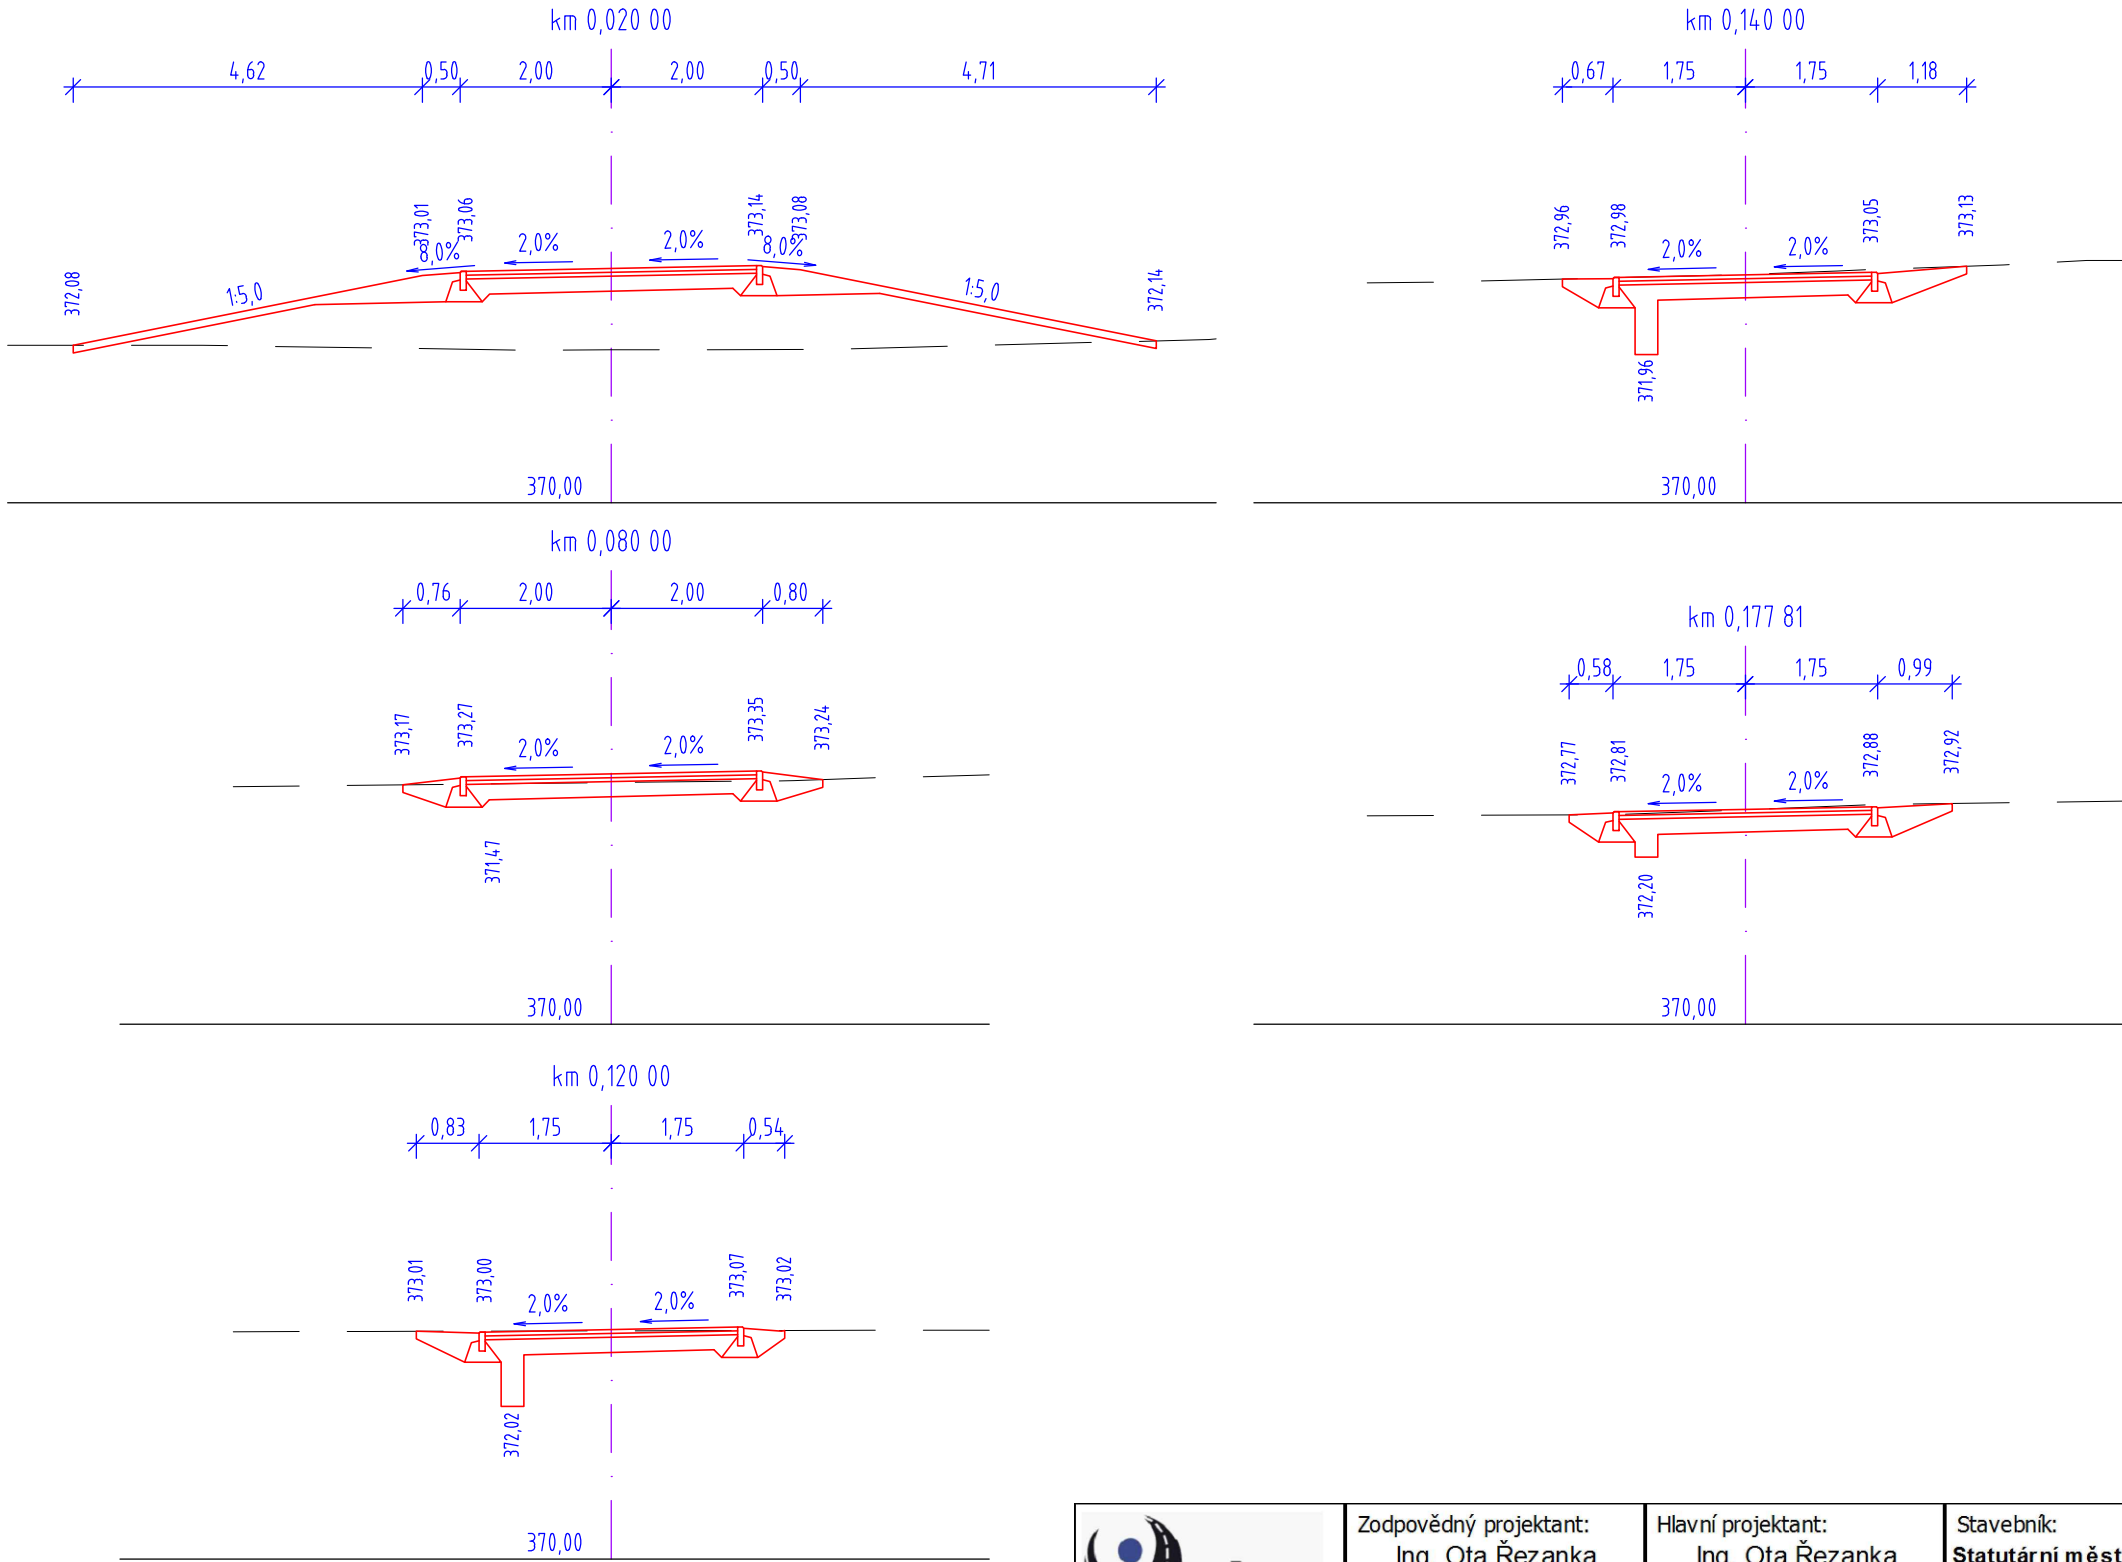 km 0,020 00
4,62 0,50 2,00 2,00 0,50 4,71
372,08 373,01 373,06 373,14 373,08 372,14
8,0% 2,0% 2,0% 8,0%
1:5,0 1:5,0
370,00
km 0,140 00
0,67 1,75 1,75 1,18
372,96 372,98 373,05 373,13
2,0% 2,0%
371,96
370,00
km 0,080 00
0,76 2,00 2,00 0,80
373,17 373,27 373,35 373,24
2,0% 2,0%
371,47
370,00
km 0,177 81
0,58 1,75 1,75 0,99
372,77 372,81 372,88 372,92
2,0% 2,0%
372,20
370,00
km 0,120 00
0,83 1,75 1,75 0,54
373,01 373,00 373,07 373,02
2,0% 2,0%
372,02
370,00
Zodpovědný projektant:
Ing. Ota Řezanka
Hlavní projektant:
Ing. Ota Řezanka
Stavebník:
Statutární měst